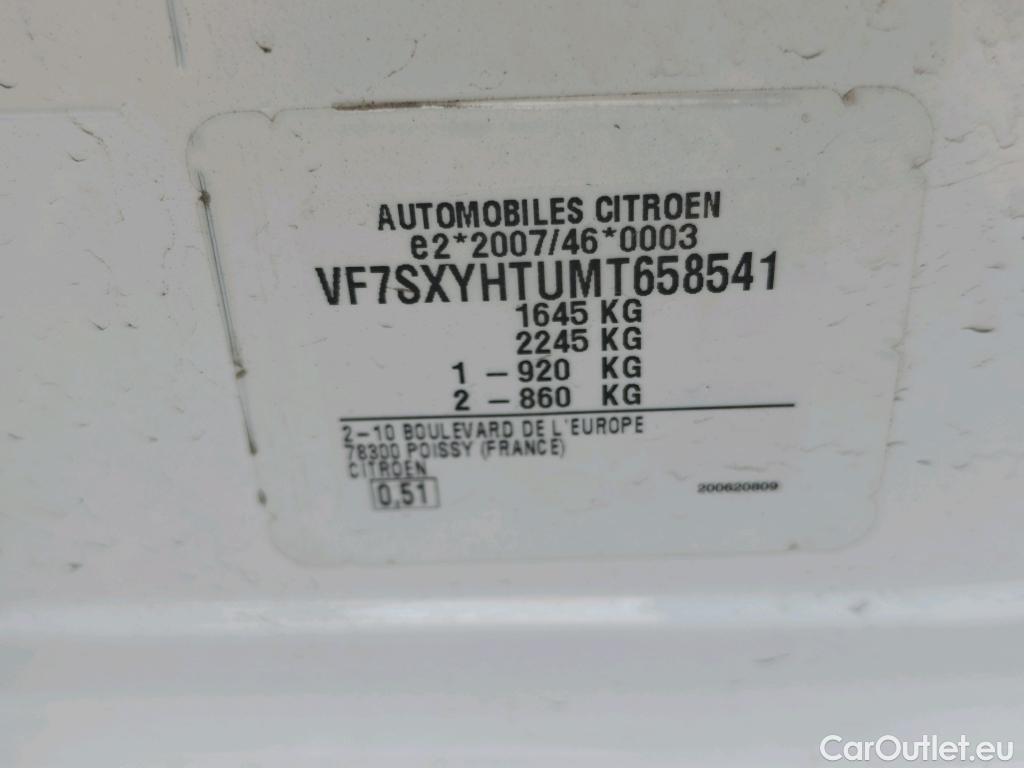 AUTOMOBILES CITROEN
e2*2007/46*0003
VF7SXYHTUMT658541
1645 KG
2245 KG
1 – 920 KG
2 – 860 KG
2–10 BOULEVARD DE L'EUROPE
78300 POISSY (FRANCE)
CITROEN
0,51
200620809
CarOutlet.eu